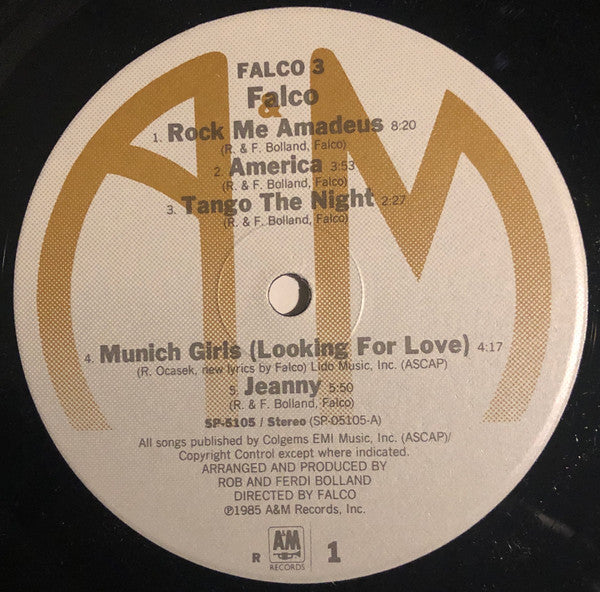 FALCO 3
Falco
1. Rock Me Amadeus 8:20
(R. & F. Bolland, Falco)
2. America 3:53
(R. & F. Bolland, Falco)
3. Tango The Night 2:27
(R. & F. Bolland, Falco)
4. Munich Girls (Looking For Love) 4:17
(R. Ocasek, new lyrics by Falco) Lido Music, Inc. (ASCAP)
5. Jeanny 5:50
(R. & F. Bolland, Falco)
SP-5105 / Stereo (SP-05105-A)
All songs published by Colgems EMI Music, Inc. (ASCAP)/
Copyright Control except where indicated.
ARRANGED AND PRODUCED BY
ROB AND FERDI BOLLAND
DIRECTED BY FALCO
℗1985 A&M Records, Inc.
R A&M 1
RECORDS
A&M